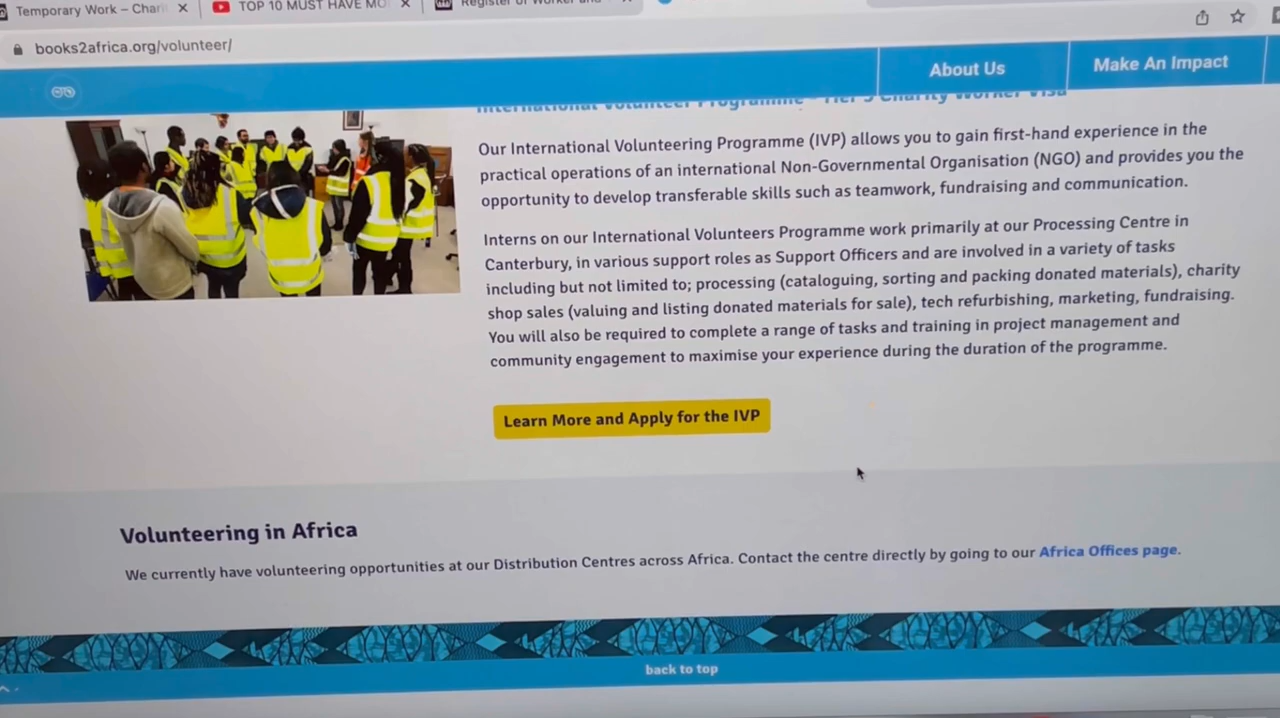 Temporary Work – Chari
TOP 10 MUST HAVE MO
Register of Worker and
books2africa.org/volunteer/
About Us
Make An Impact
International Volunteer Programme - Tier 5 Charity Worker Visa
Our International Volunteering Programme (IVP) allows you to gain first-hand experience in the
practical operations of an international Non-Governmental Organisation (NGO) and provides you the
opportunity to develop transferable skills such as teamwork, fundraising and communication.
Interns on our International Volunteers Programme work primarily at our Processing Centre in
Canterbury, in various support roles as Support Officers and are involved in a variety of tasks
including but not limited to; processing (cataloguing, sorting and packing donated materials), charity
shop sales (valuing and listing donated materials for sale), tech refurbishing, marketing, fundraising.
You will also be required to complete a range of tasks and training in project management and
community engagement to maximise your experience during the duration of the programme.
Learn More and Apply for the IVP
Volunteering in Africa
We currently have volunteering opportunities at our Distribution Centres across Africa. Contact the centre directly by going to our Africa Offices page.
back to top